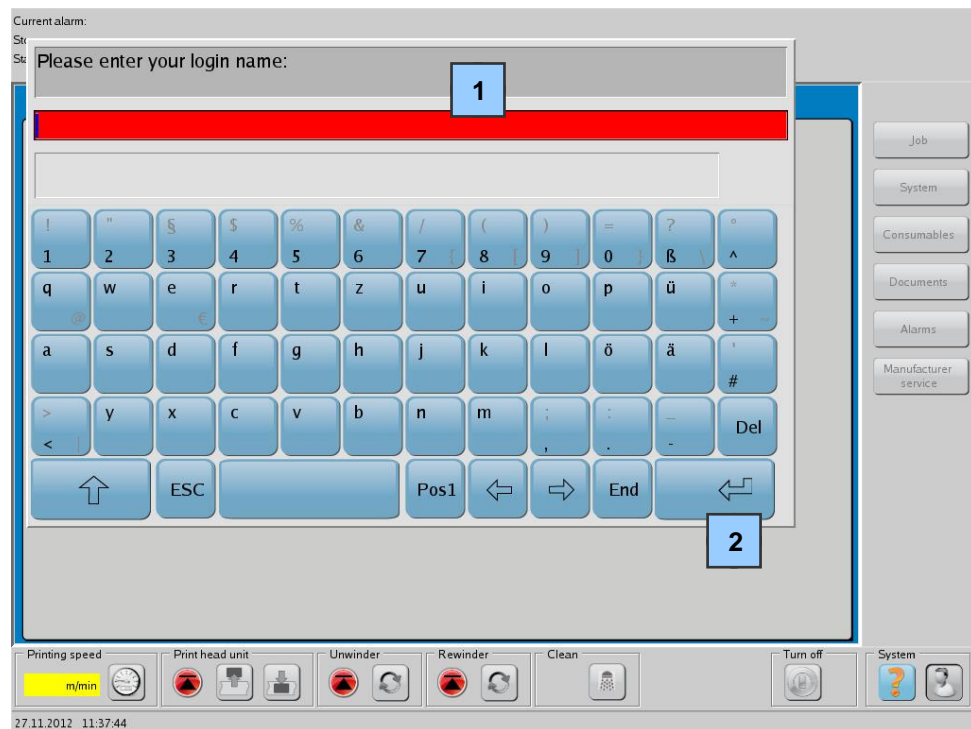 Current alarm:
Please enter your login name:
1
Job
System
Consumables
Documents
Alarms
Manufacturer
service
! " § $ % & / ( ) = ? °
1 2 3 4 5 6 7 { 8 [ 9 ] 0 } ß \ ^
q w e r t z u i o p ü *
@ € + ~
a s d f g h j k l ö ä '
#
> y x c v b n m ; : _ Del
< | , . -
ESC Pos1 End
2
Printing speed Print head unit Unwinder Rewinder Clean Turn off System
m/min
?
27.11.2012 11:37:44